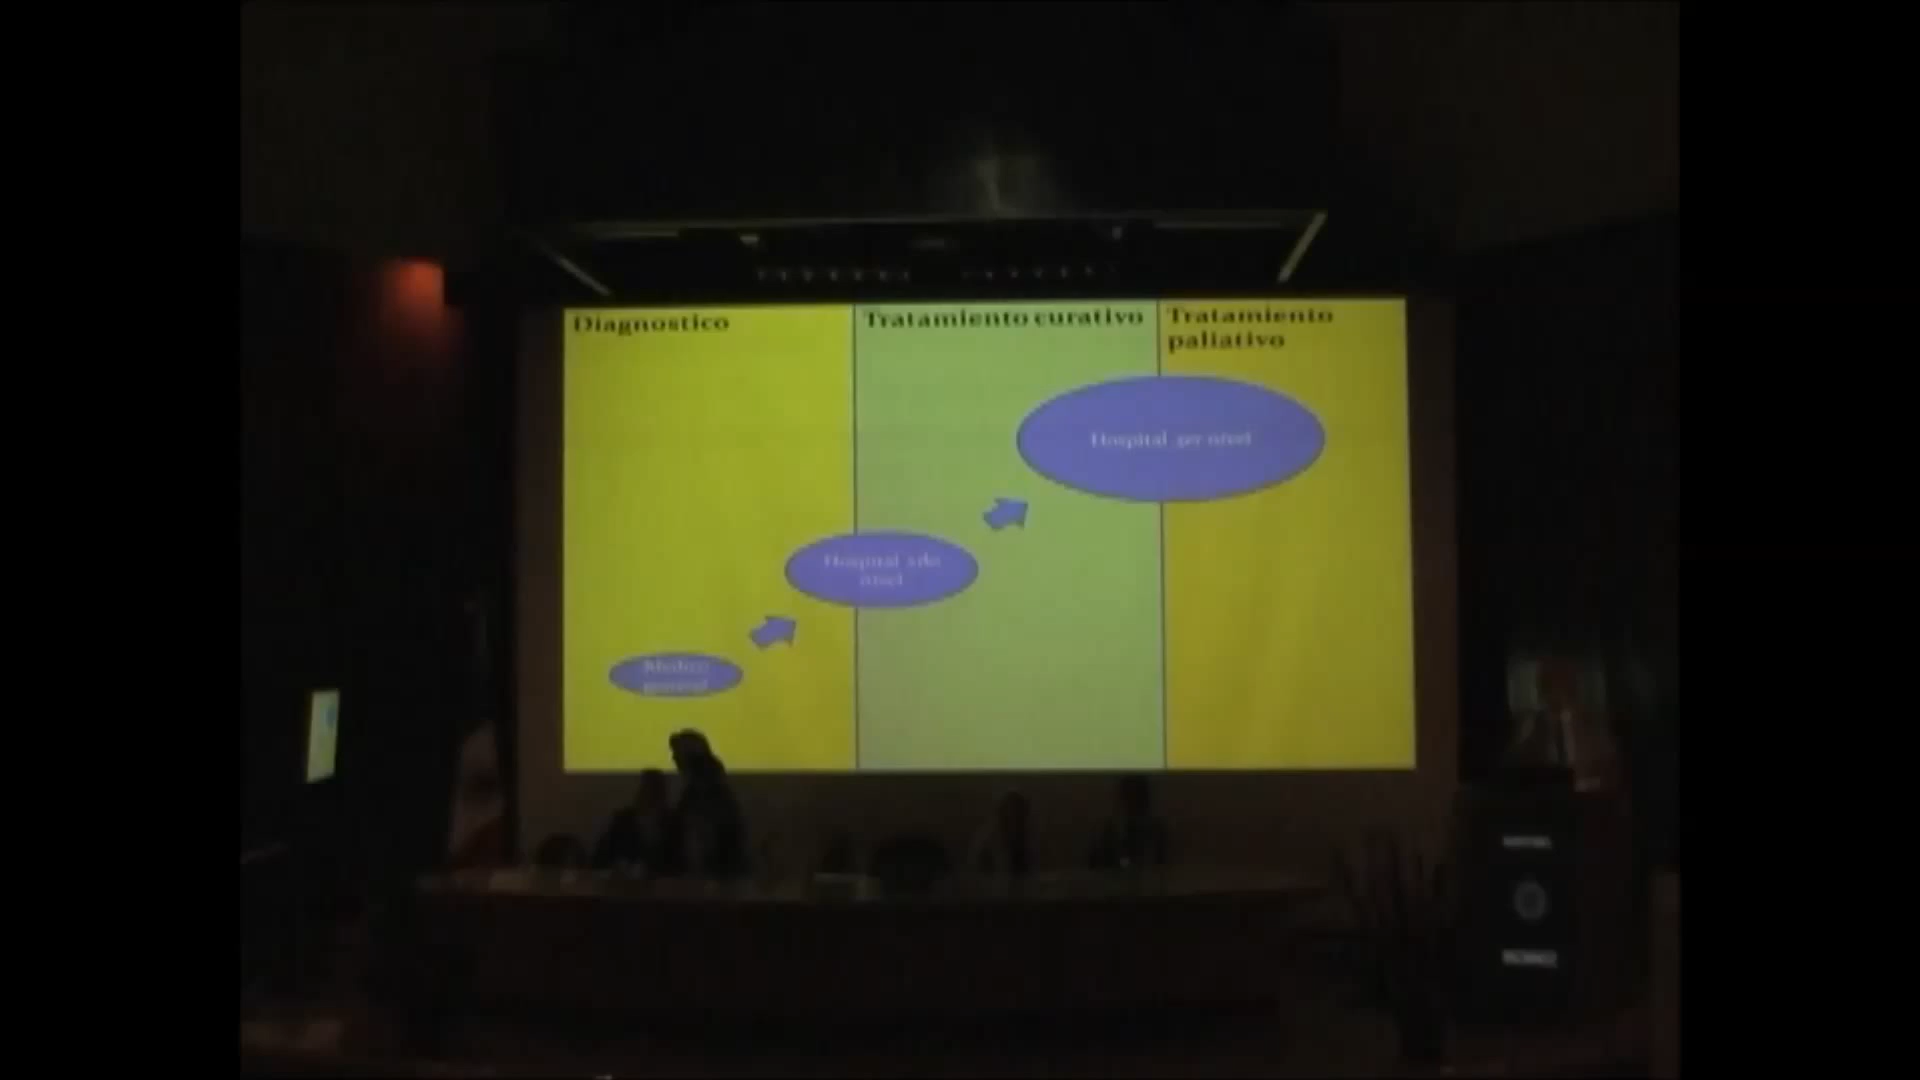 Diagnostico
Tratamiento curativo
Tratamiento
paliativo
Hospital 3er nivel
Hospital 2do
nivel
Medico
general